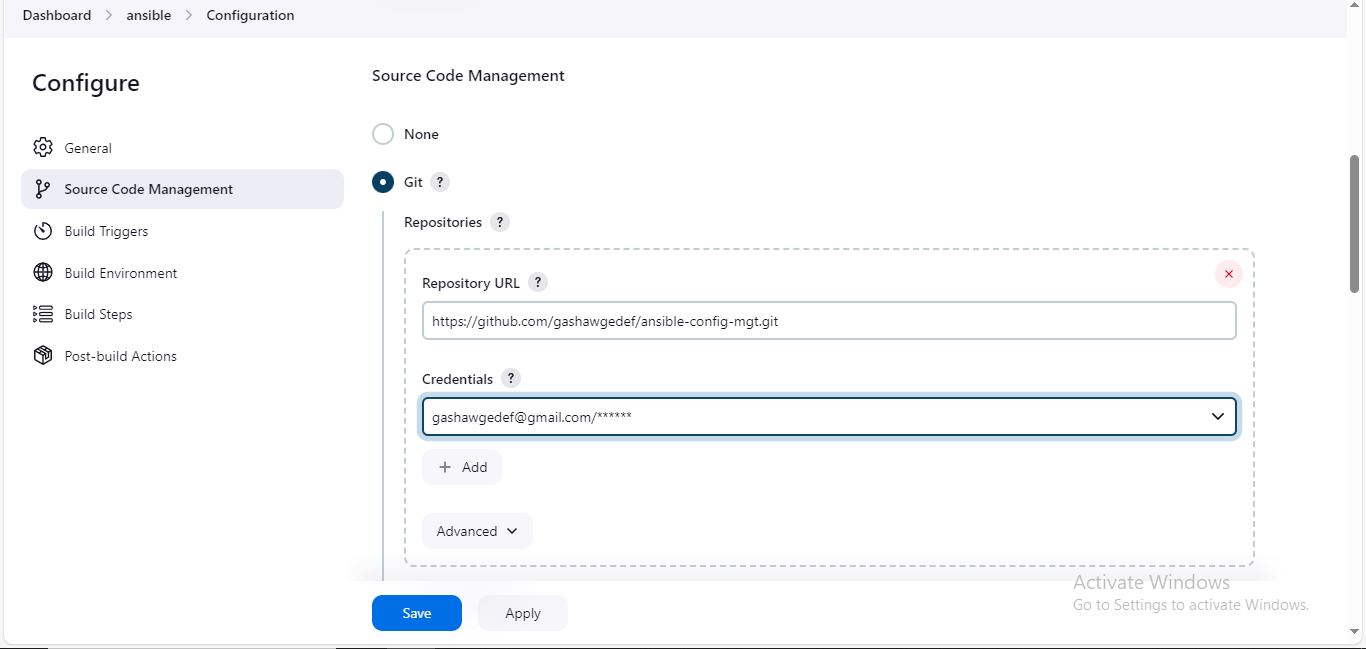 Dashboard > ansible > Configuration
Configure
General
Source Code Management
Build Triggers
Build Environment
Build Steps
Post-build Actions
Source Code Management
None
Git ?
Repositories ?
Repository URL ?
https://github.com/gashawgedef/ansible-config-mgt.git
Credentials ?
gashawgedef@gmail.com/******
+ Add
Advanced
Save
Apply
Activate Windows
Go to Settings to activate Windows.